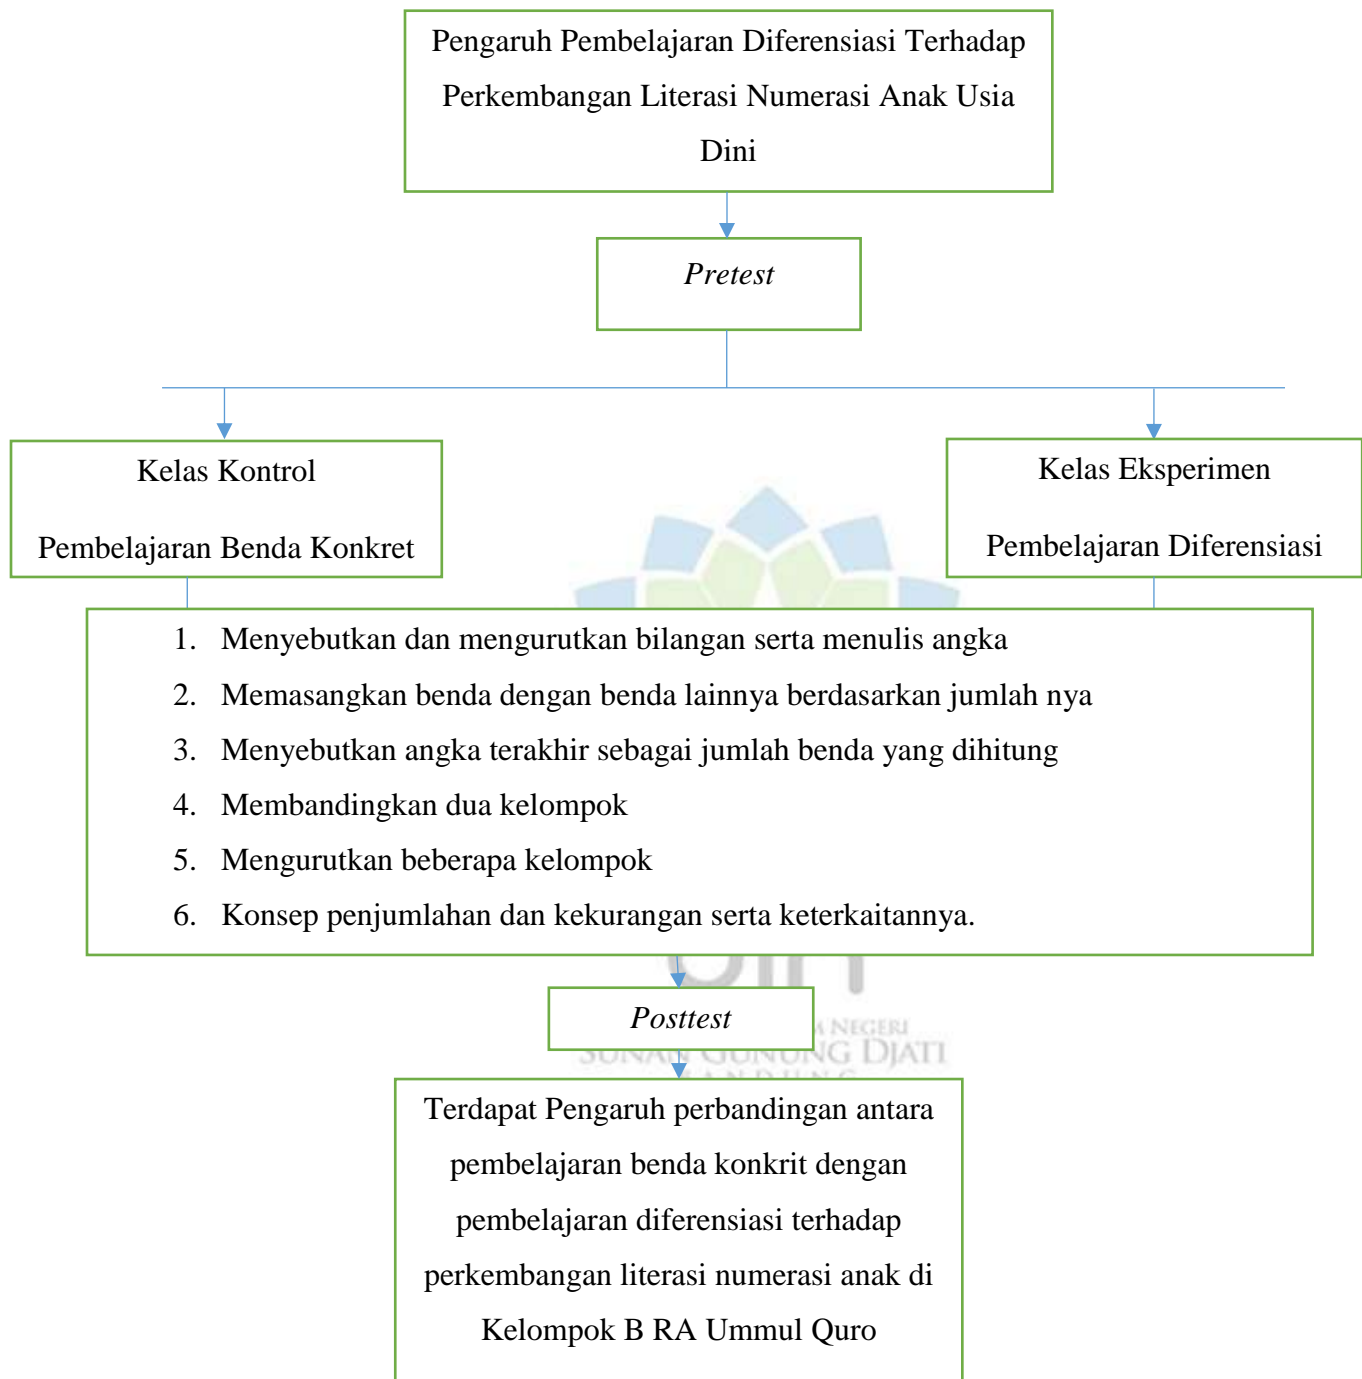 Pengaruh Pembelajaran Diferensiasi Terhadap
Perkembangan Literasi Numerasi Anak Usia
Dini
Pretest
Kelas Kontrol
Pembelajaran Benda Konkret
Kelas Eksperimen
Pembelajaran Diferensiasi
1. Menyebutkan dan mengurutkan bilangan serta menulis angka
2. Memasangkan benda dengan benda lainnya berdasarkan jumlah nya
3. Menyebutkan angka terakhir sebagai jumlah benda yang dihitung
4. Membandingkan dua kelompok
5. Mengurutkan beberapa kelompok
6. Konsep penjumlahan dan kekurangan serta keterkaitannya.
Posttest
NEGERI
SUNAN GUNUNG DJATI
Terdapat Pengaruh perbandingan antara
pembelajaran benda konkrit dengan
pembelajaran diferensiasi terhadap
perkembangan literasi numerasi anak di
Kelompok B RA Ummul Quro